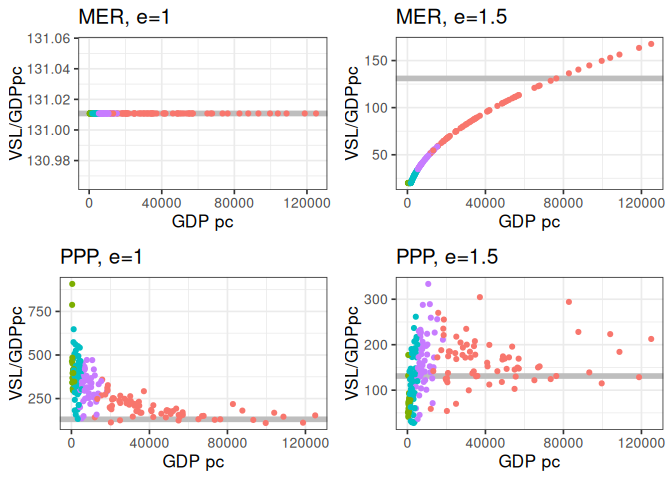 MER, e=1
131.06
131.04
131.02
131.00
130.98
VSL/GDPpc
0 40000 80000 120000
GDP pc
MER, e=1.5
150
100
50
VSL/GDPpc
0 40000 80000 120000
GDP pc
PPP, e=1
750
500
250
VSL/GDPpc
0 40000 80000 120000
GDP pc
PPP, e=1.5
300
200
100
VSL/GDPpc
0 40000 80000 120000
GDP pc